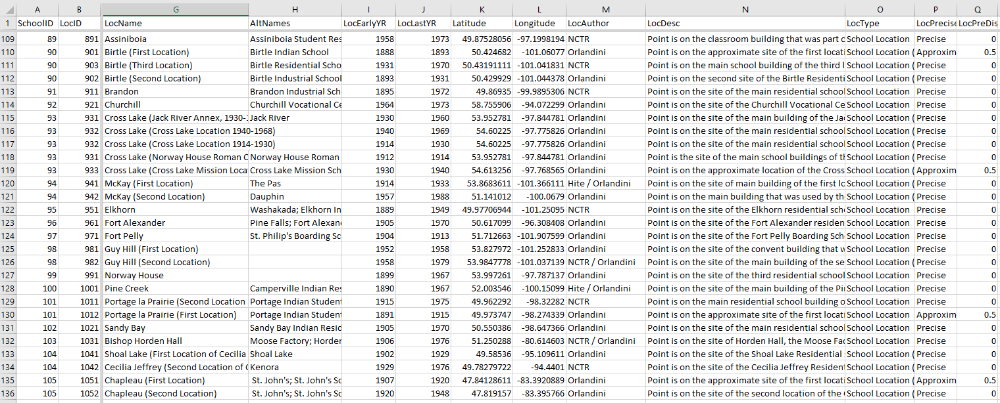 A B G H I J K L M N O P Q
1 SchoolID LocID LocName AltNames LocEarlyYR LocLastYR Latitude Longitude LocAuthor LocDesc LocType LocPrecise LocPreDis
109 89 891 Assiniboia Assiniboia Student Res 1958 1973 49.87528056 -97.1998194 NCTR Point is on the classroom building that was part o School Location Precise 0
110 90 901 Birtle (First Location) Birtle Indian School 1888 1893 50.424682 -101.06077 Orlandini Point is on the approximate site of the first locati School Location ( Approxim 0.5
111 90 903 Birtle (Third Location) Birtle Residential Scho 1931 1970 50.43191111 -101.041831 NCTR Point is on the main school building of the third l School Location ( Precise 0
112 90 902 Birtle (Second Location) Birtle Industrial School 1893 1931 50.429929 -101.044378 Orlandini Point is on the second site of the Birtle Residenti School Location ( Precise 0
113 91 911 Brandon Brandon Industrial Sch 1895 1972 49.86935 -99.9895306 NCTR Point is on the site of the main residential school School Location Precise 0
114 92 921 Churchill Churchill Vocational Ce 1964 1973 58.755906 -94.072299 Orlandini Point is on the site of the Churchill Vocational Ce School Location Precise 0
115 93 931 Cross Lake (Jack River Annex, 1930-1 Jack River 1930 1960 53.952781 -97.844781 Orlandini Point is on the site of the main building of the Ja School Location ( Precise 0
116 93 932 Cross Lake (Cross Lake Location 1940-1968) 1940 1969 54.60225 -97.775826 Orlandini Point is on the site of the main residential school School Location ( Precise 0
117 93 932 Cross Lake (Cross Lake Location 1914-1930) 1914 1930 54.60225 -97.775826 Orlandini Point is on the site of the main residential school School Location ( Precise 0
118 93 931 Cross Lake (Norway House Roman C Norway House Roman 1912 1914 53.952781 -97.844781 Orlandini Point is the site of the main school buildings of th School Location ( Precise 0
119 93 933 Cross Lake (Cross Lake Mission Loca Cross Lake Mission Sch 1930 1940 54.613256 -97.768565 Orlandini Point is on the approximate location of the Cross School Location ( Approxim 0.5
120 94 941 McKay (First Location) The Pas 1914 1933 53.8683611 -101.366111 Hite / Orlandini Point is on the site of main building of the first lo School Location ( Precise 0
121 94 942 McKay (Second Location) Dauphin 1957 1988 51.141012 -100.0679 Orlandini Point is on the main building that was used by th School Location ( Precise 0
122 95 951 Elkhorn Washakada; Elkhorn In 1889 1949 49.97706944 -101.25095 NCTR Point is on the site of the Elkhorn residential sch School Location Precise 0
123 96 961 Fort Alexander Pine Falls; Fort Alexan 1905 1970 50.617099 -96.308408 Orlandini Point is on the site of the Fort Alexander residen School Location Precise 0
124 97 971 Fort Pelly St. Philip's Boarding Sc 1904 1913 51.712663 -101.907599 Orlandini Point is on the site of the Fort Pelly Boarding Sch School Location Precise 0
125 98 981 Guy Hill (First Location) 1952 1958 53.827972 -101.252833 Orlandini Point is on the site of the convent building that w School Location ( Precise 0
126 98 982 Guy Hill (Second Location) 1958 1979 53.9847778 -101.037139 NCTR / Orlandini Point is on the site of the main building of the se School Location ( Precise 0
127 99 991 Norway House 1899 1967 53.997261 -97.787137 Orlandini Point is on the site of the third residential school School Location Precise 0
128 100 1001 Pine Creek Camperville Indian Res 1890 1967 52.003546 -100.15099 Hite / Orlandini Point is on the site of the main building of the Pi School Location Precise 0
129 101 1011 Portage la Prairie (Second Location Portage Indian Student 1915 1975 49.962292 -98.32282 NCTR Point is on the main residential school building o School Location ( Precise 0
130 101 1012 Portage la Prairie (First Location) Portage Indian Student 1891 1915 49.973747 -98.274339 Orlandini Point is on the approximate site of the first locati School Location ( Approxim 0.5
131 102 1021 Sandy Bay Sandy Bay Indian Resid 1905 1970 50.550386 -98.647366 Orlandini Point is on the site of the main residential school School Location Precise 0
132 103 1031 Bishop Horden Hall Moose Factory; Horder 1906 1976 51.250288 -80.614603 NCTR / Orlandini Point is on the site of Horden Hall, the Moose Fac School Location Precise 0
133 104 1041 Shoal Lake (First Location of Cecilia Shoal Lake 1902 1929 49.58536 -95.109611 Orlandini Point is on the site of the Shoal Lake Residential School Location ( Precise 0
134 104 1042 Cecilia Jeffrey (Second Location of C Kenora 1929 1976 49.78279722 -94.4401 NCTR Point is on the site of the Cecilia Jeffrey Resident School Location ( Precise 0
135 105 1051 Chapleau (First Location) St. John's; St. John's Sc 1907 1920 47.84128611 -83.3920889 Orlandini Point is on the approximate site of the first locati School Location ( Approxim 0.5
136 105 1052 Chapleau (Second Location) St. John's; St. John's Sc 1920 1948 47.819157 -83.395766 Orlandini Point is on the site of the second location of the School Location ( Precise 0